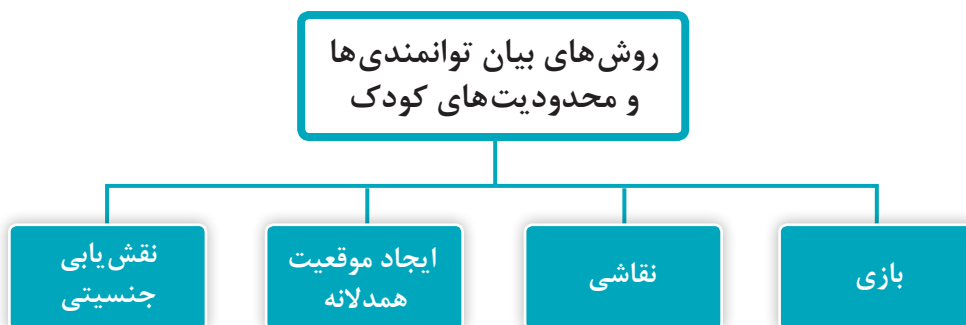 روش‌های بیان توانمندی‌ها
و محدودیت‌های کودک
بازی
نقاشی
ایجاد موقعیت
همدلانه
نقش‌یابی
جنسیتی